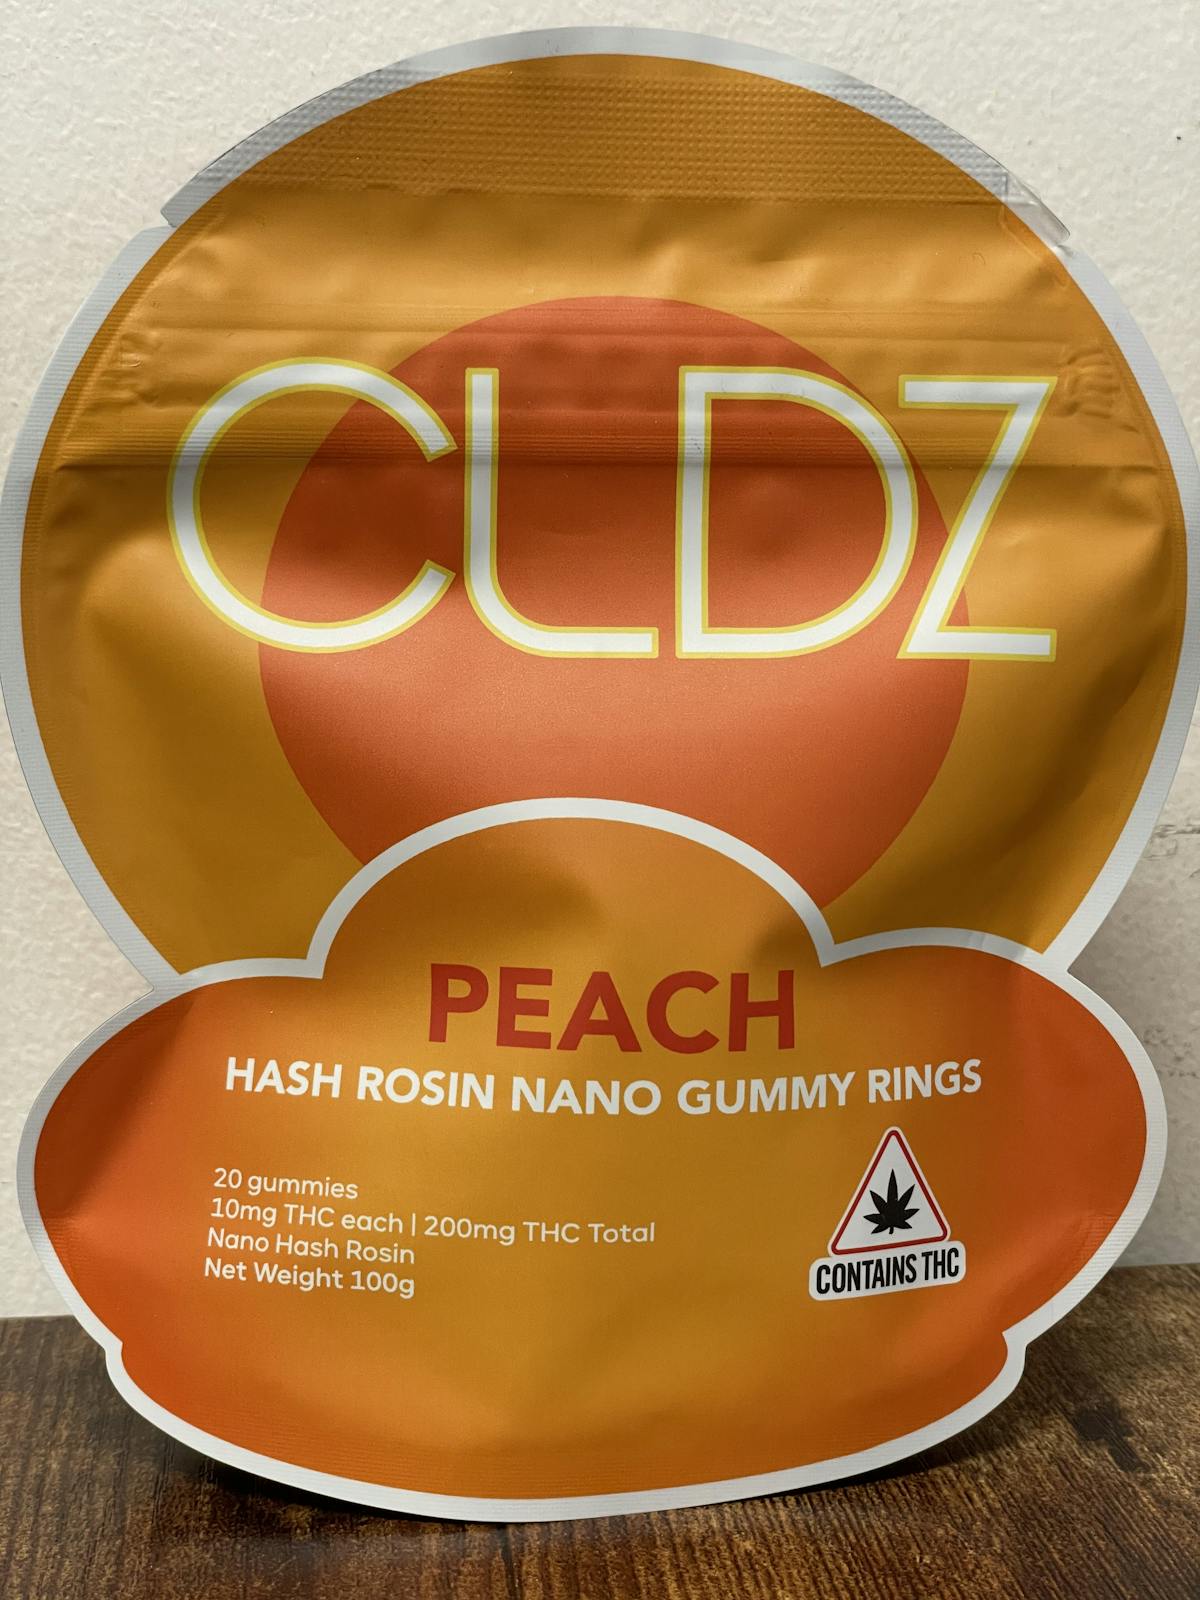 CLDZ
PEACH
HASH ROSIN NANO GUMMY RINGS
20 gummies
10mg THC each | 200mg THC Total
Nano Hash Rosin
Net Weight 100g
CONTAINS THC